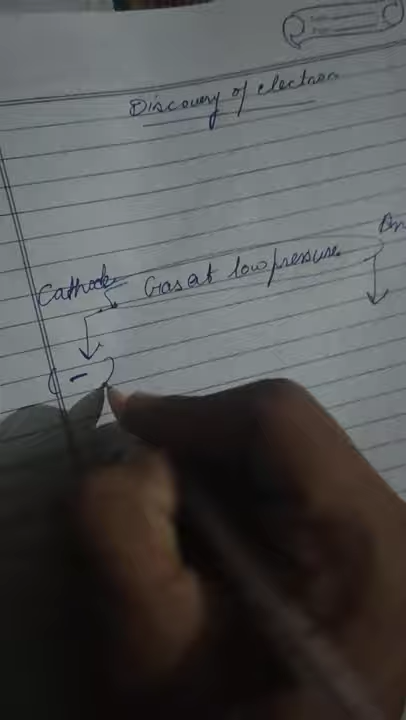 Discovery of electron
Cathode
Gas at low pressure
-